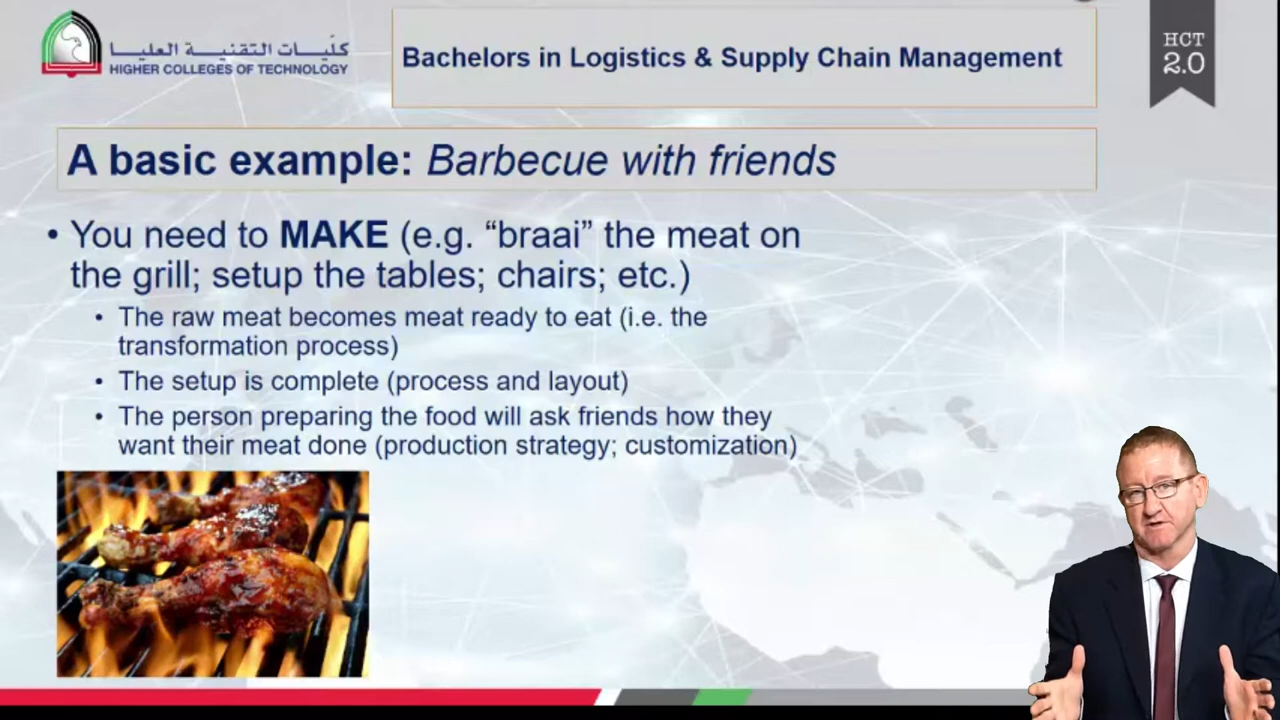 كليات التقنية العليا
HIGHER COLLEGES OF TECHNOLOGY
Bachelors in Logistics & Supply Chain Management
HCT
2.0
A basic example: Barbecue with friends
• You need to MAKE (e.g. “braai” the meat on
the grill; setup the tables; chairs; etc.)
• The raw meat becomes meat ready to eat (i.e. the
transformation process)
• The setup is complete (process and layout)
• The person preparing the food will ask friends how they
want their meat done (production strategy; customization)